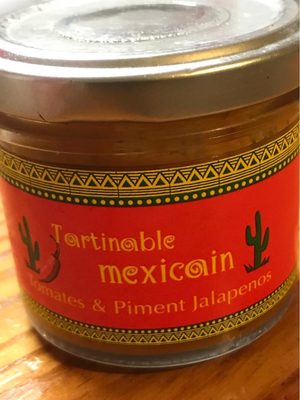 Tartinable
mexicain
Tomates & Piment Jalapenos